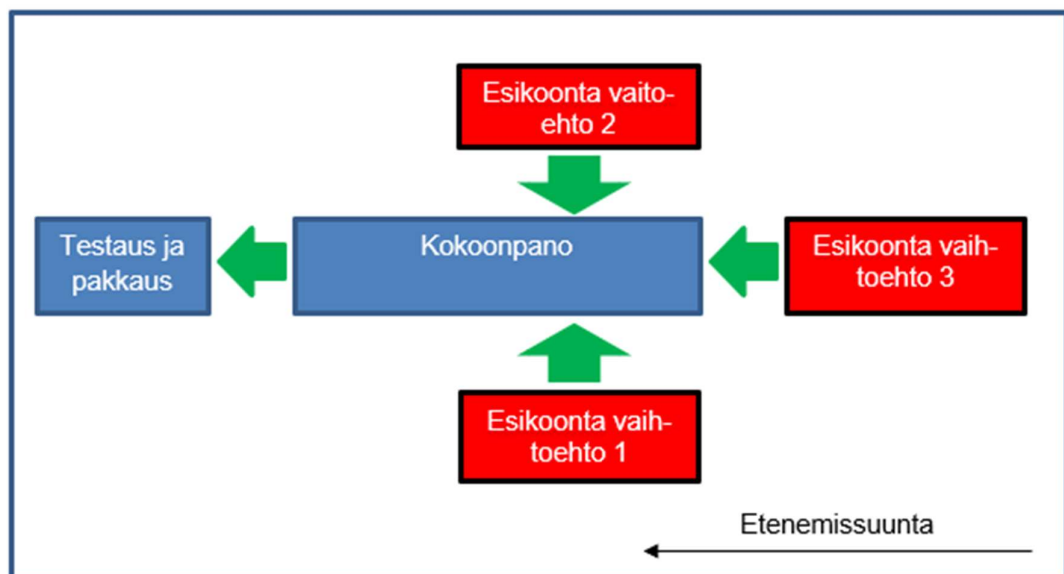 Esikoonta vaito-
ehto 2
Testaus ja
pakkaus
Kokoonpano
Esikoonta vaih-
toehto 3
Esikoonta vaih-
toehto 1
Etenemissuunta